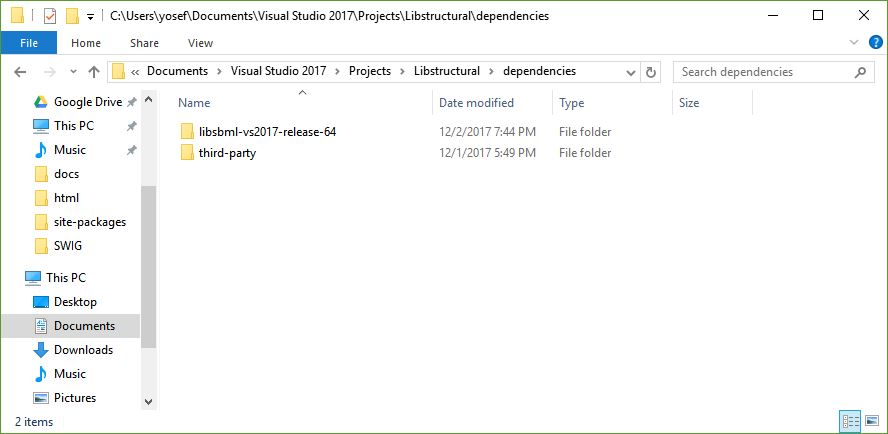 C:\Users\yosef\Documents\Visual Studio 2017\Projects\Libstructural\dependencies
File Home Share View
« Documents > Visual Studio 2017 > Projects > Libstructural > dependencies Search dependencies
Name Date modified Type Size
Google Drive
This PC
Music
docs
html
site-packages
SWIG
This PC
Desktop
Documents
Downloads
Music
Pictures
libsbml-vs2017-release-64 12/2/2017 7:44 PM File folder
third-party 12/1/2017 5:49 PM File folder
2 items